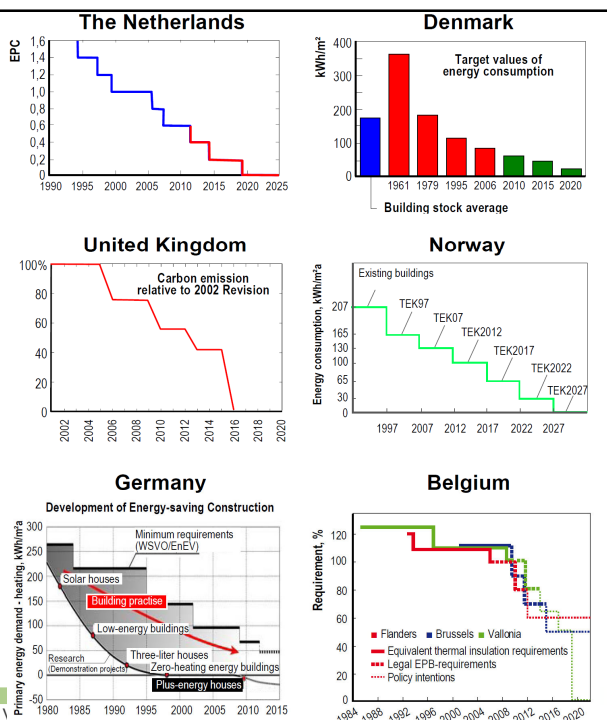 The Netherlands
EPC
1,6
1,4
1,2
1,0
0,8
0,6
0,4
0,2
0
1990 1995 2000 2005 2010 2015 2020 2025
Denmark
kWh/m²
400
300
200
100
0
Target values of
energy consumption
1961 1979 1995 2006 2010 2015 2020
Building stock average
United Kingdom
100%
80
60
40
20
0
Carbon emission
relative to 2002 Revision
2002 2004 2006 2008 2010 2012 2014 2016 2018 2020
Norway
Energy consumption, kWh/m²a
207
165
130
100
65
30
0
Existing buildings
TEK97
TEK07
TEK2012
TEK2017
TEK2022
TEK2027
1997 2007 2012 2017 2022 2027
Germany
Development of Energy-saving Construction
Primary energy demand - heating, kWh/m²a
300
250
200
150
100
50
0
-50
Minimum requirements
(WSVO/EnEV)
Solar houses
Building practise
Low-energy buildings
Three-liter houses
Research
(Demonstration projects)
Zero-heating energy buildings
Plus-energy houses
1980 1985 1990 1995 2000 2005 2010 2015
Belgium
Requirement, %
120
100
80
60
40
20
0
Flanders Brussels Vallonia
Equivalent thermal insulation requirements
Legal EPB-requirements
Policy intentions
1984 1988 1992 1996 2000 2004 2008 2012 2016 2020